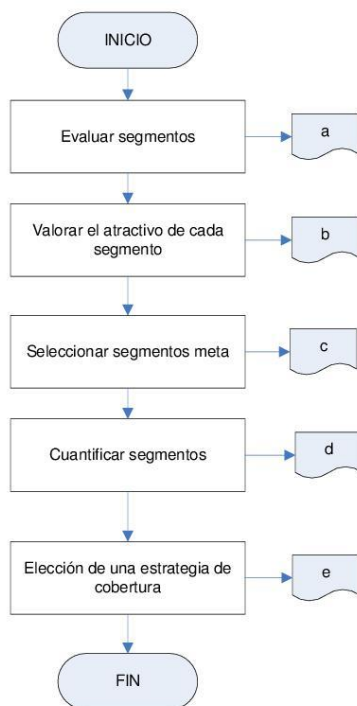 INICIO
Evaluar segmentos
a
Valorar el atractivo de cada
segmento
b
Seleccionar segmentos meta
c
Cuantificar segmentos
d
Elección de una estrategia de
cobertura
e
FIN